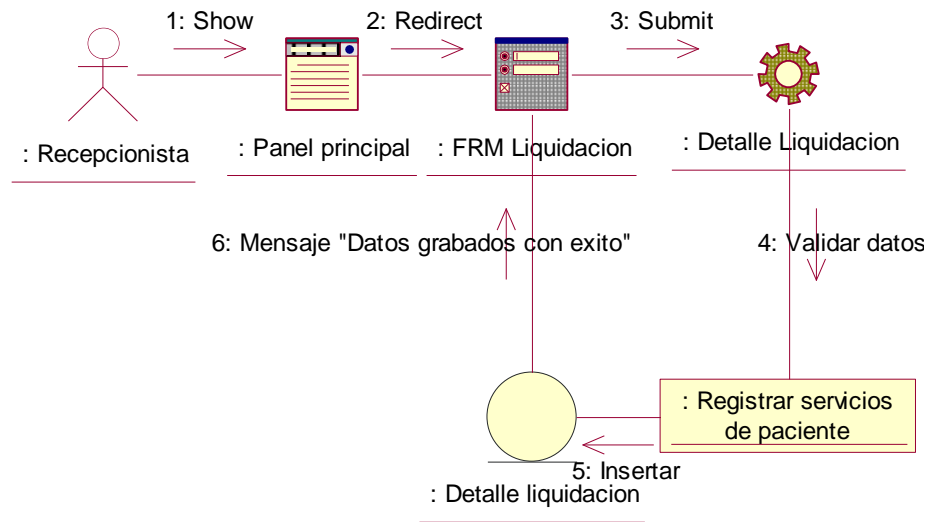 1: Show
2: Redirect
3: Submit
: Recepcionista
: Panel principal
: FRM Liquidacion
: Detalle Liquidacion
6: Mensaje "Datos grabados con exito"
4: Validar datos
: Registrar servicios
de paciente
5: Insertar
: Detalle liquidacion